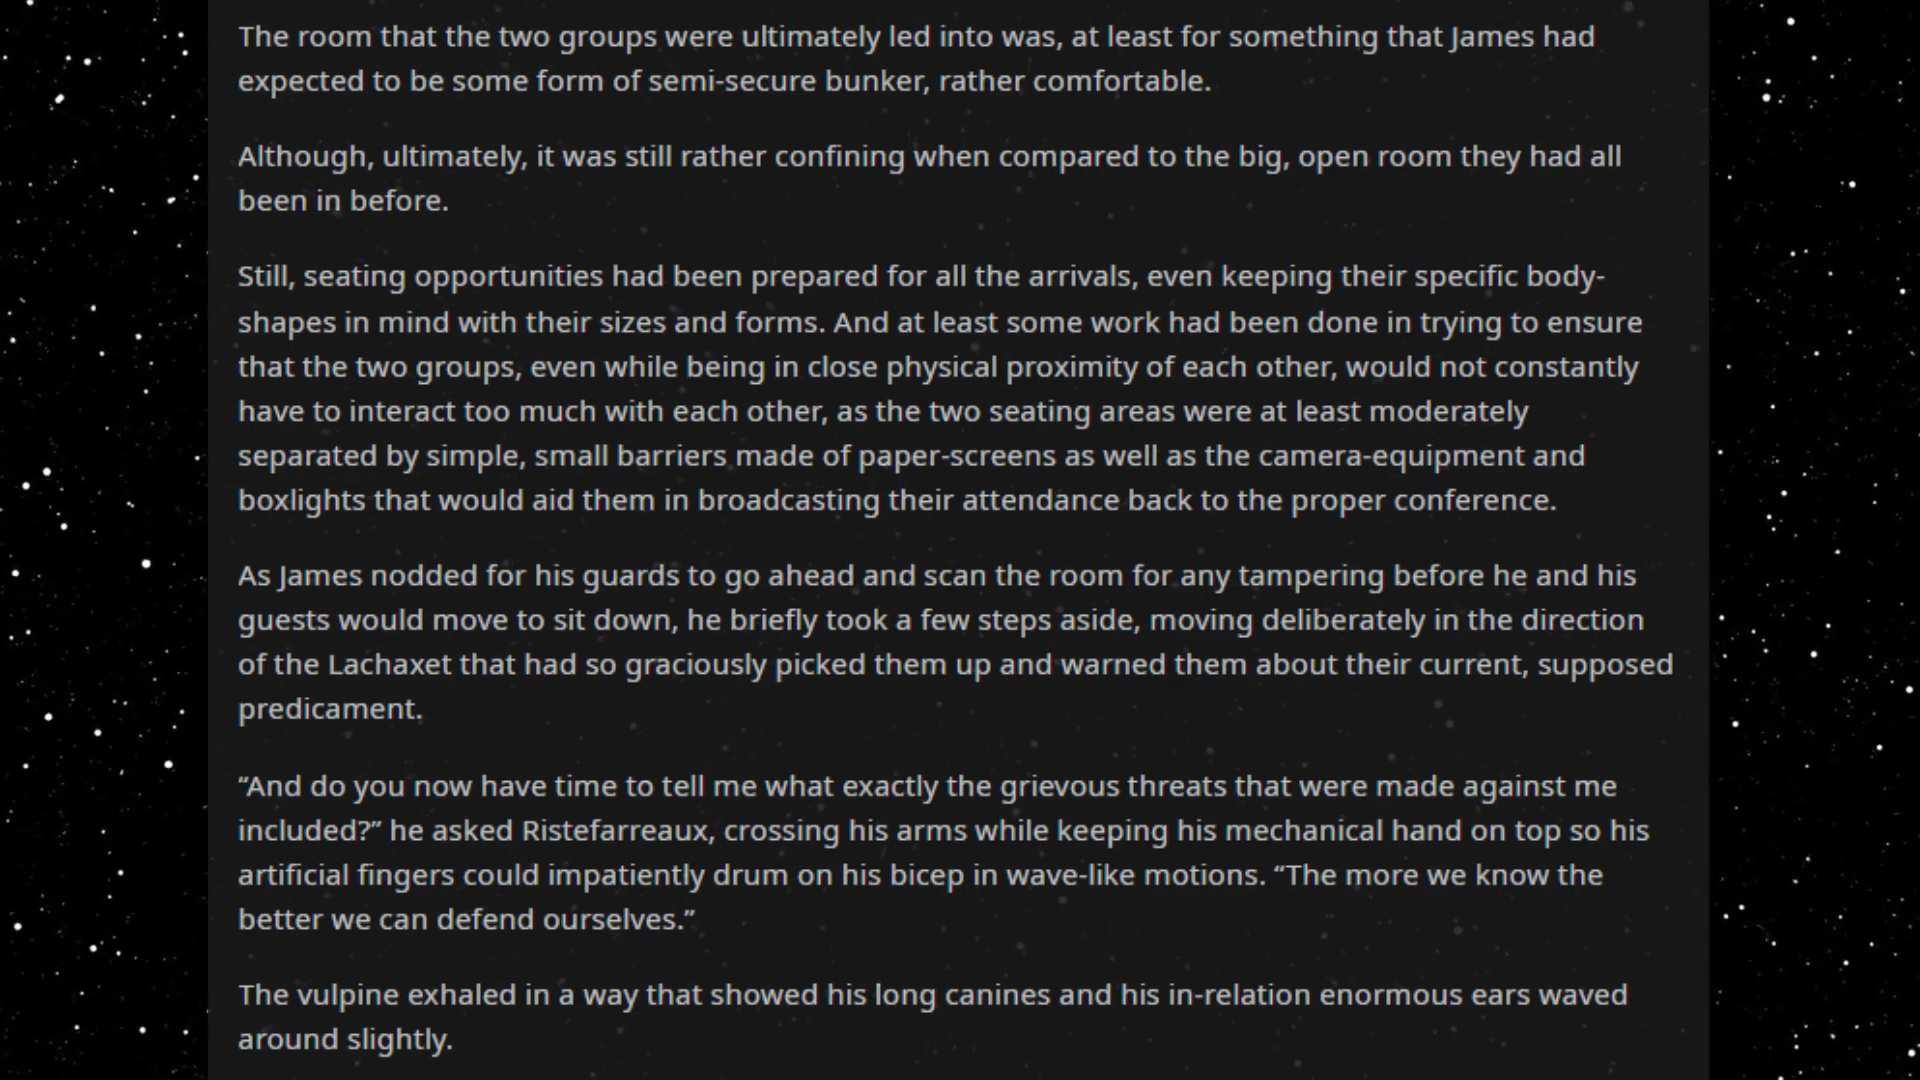 The room that the two groups were ultimately led into was, at least for something that James had
expected to be some form of semi-secure bunker, rather comfortable.
Although, ultimately, it was still rather confining when compared to the big, open room they had all
been in before.
Still, seating opportunities had been prepared for all the arrivals, even keeping their specific body-
shapes in mind with their sizes and forms. And at least some work had been done in trying to ensure
that the two groups, even while being in close physical proximity of each other, would not constantly
have to interact too much with each other, as the two seating areas were at least moderately
separated by simple, small barriers made of paper-screens as well as the camera-equipment and
boxlights that would aid them in broadcasting their attendance back to the proper conference.
As James nodded for his guards to go ahead and scan the room for any tampering before he and his
guests would move to sit down, he briefly took a few steps aside, moving deliberately in the direction
of the Lachaxet that had so graciously picked them up and warned them about their current, supposed
predicament.
“And do you now have time to tell me what exactly the grievous threats that were made against me
included?” he asked Ristefarreaux, crossing his arms while keeping his mechanical hand on top so his
artificial fingers could impatiently drum on his bicep in wave-like motions. “The more we know the
better we can defend ourselves.”
The vulpine exhaled in a way that showed his long canines and his in-relation enormous ears waved
around slightly.